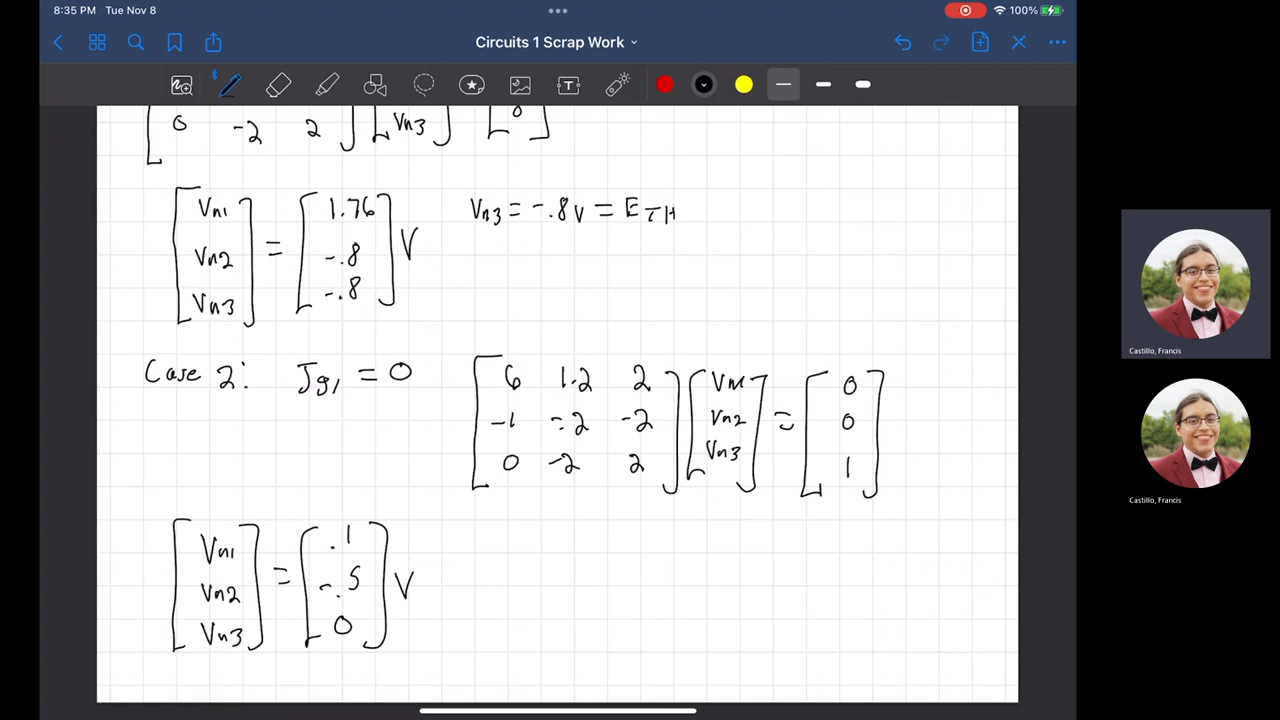 8:35 PM Tue Nov 8
100%
Circuits 1 Scrap Work
0 -2 2 Vn3 0
Vn1 1.76
Vn2 = -.8 V
Vn3 -.8
Vn3 = -.8V = ETH
Case 2: Jg1 = 0
6 1.2 2 Vn1 0
-1 -.2 -2 Vn2 = 0
0 -2 2 Vn3 1
Vn1 .1
Vn2 = -.5 V
Vn3 0
Castillo, Francis
Castillo, Francis